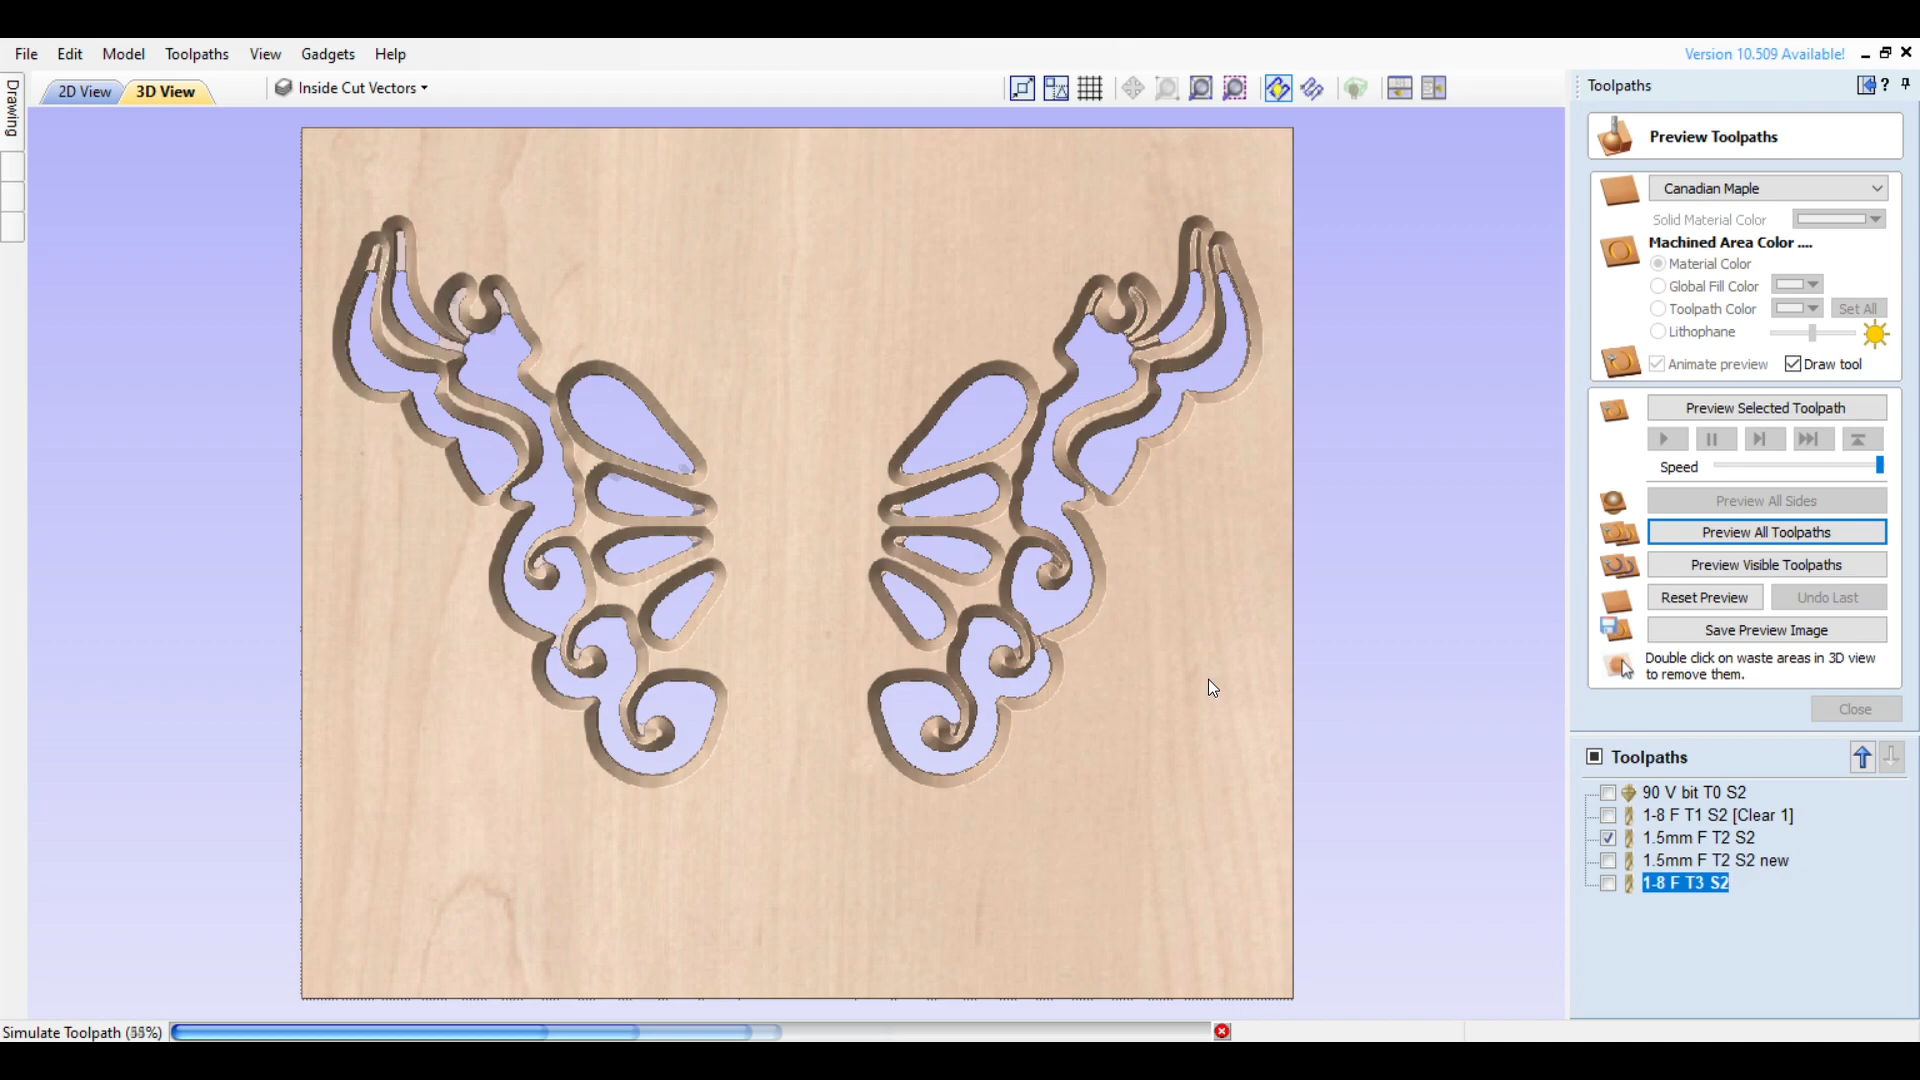 File Edit Model Toolpaths View Gadgets Help
Version 10.509 Available!
Drawing
2D View 3D View Inside Cut Vectors
Toolpaths
?
Preview Toolpaths
Canadian Maple
Solid Material Color
Machined Area Color ....
Material Color
Global Fill Color
Toolpath Color Set All
Lithophane
Animate preview Draw tool
Preview Selected Toolpath
Speed
Preview All Sides
Preview All Toolpaths
Preview Visible Toolpaths
Reset Preview Undo Last
Save Preview Image
Double click on waste areas in 3D view
to remove them.
Close
Toolpaths
90 V bit T0 S2
1-8 F T1 S2 [Clear 1]
1.5mm F T2 S2
1.5mm F T2 S2 new
1-8 F T3 S2
Simulate Toolpath